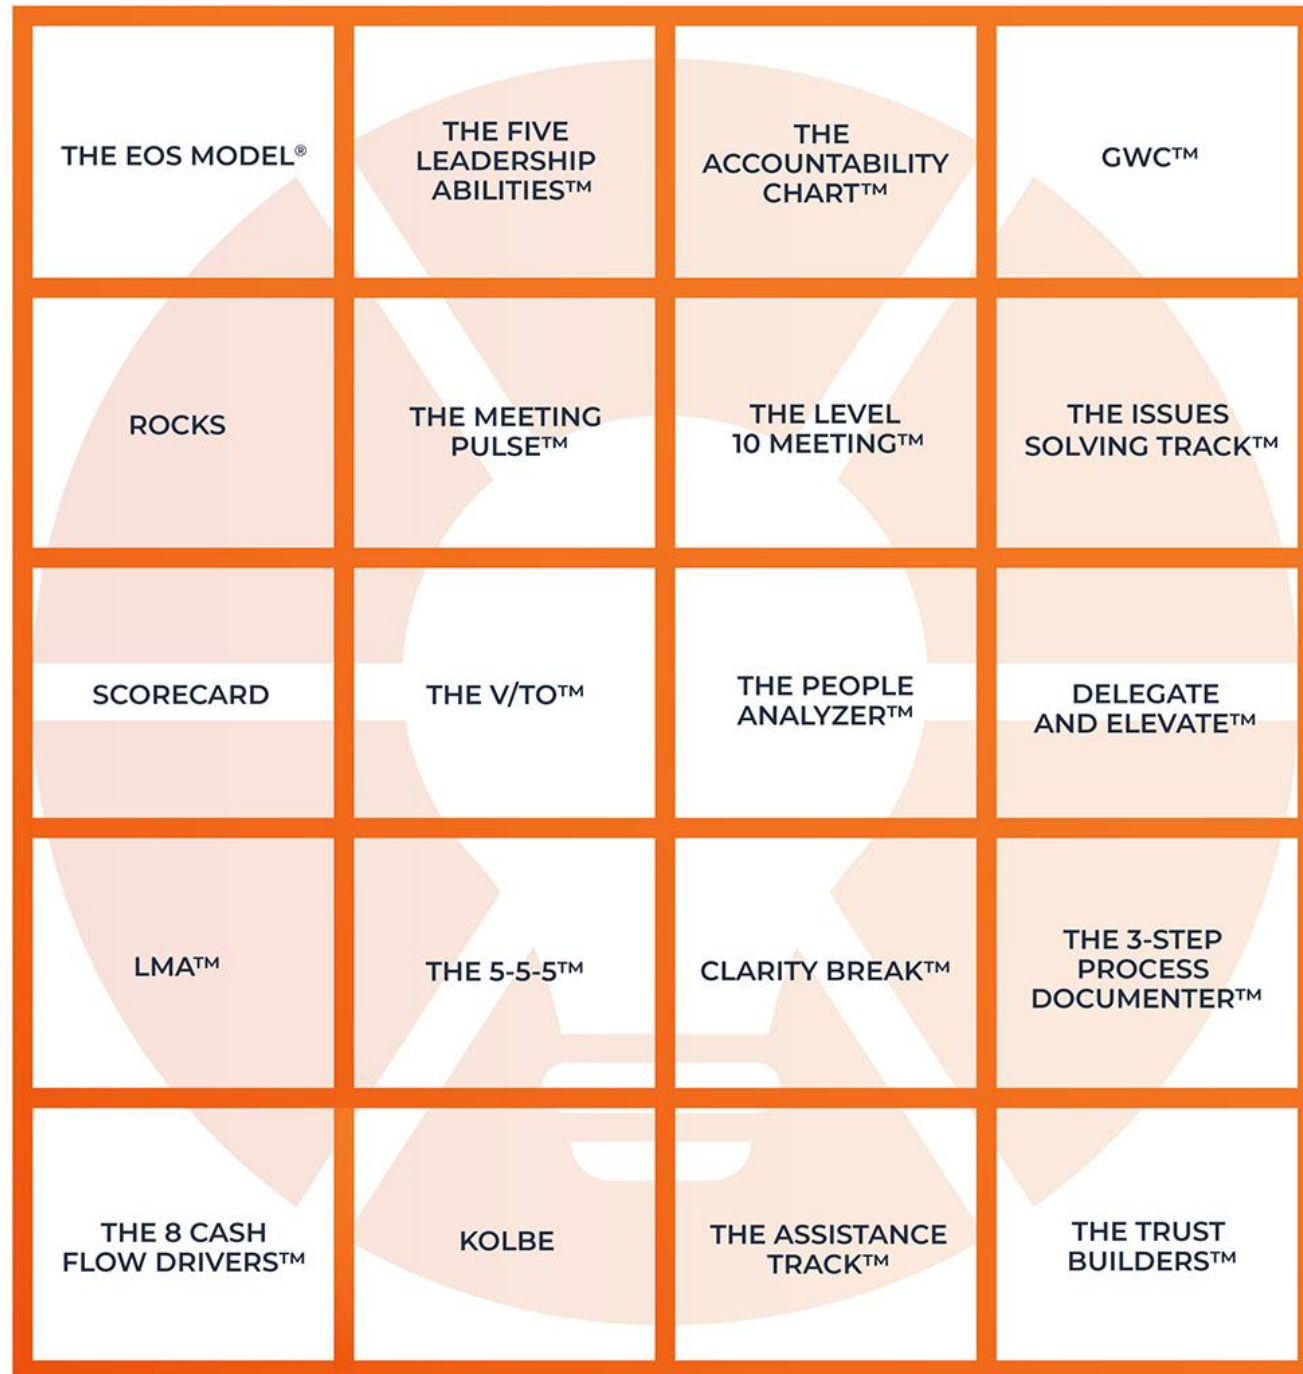 THE EOS MODEL®
THE FIVE
LEADERSHIP
ABILITIES™
THE
ACCOUNTABILITY
CHART™
GWC™
ROCKS
THE MEETING
PULSE™
THE LEVEL
10 MEETING™
THE ISSUES
SOLVING TRACK™
SCORECARD
THE V/TO™
THE PEOPLE
ANALYZER™
DELEGATE
AND ELEVATE™
LMA™
THE 5-5-5™
CLARITY BREAK™
THE 3-STEP
PROCESS
DOCUMENTER™
THE 8 CASH
FLOW DRIVERS™
KOLBE
THE ASSISTANCE
TRACK™
THE TRUST
BUILDERS™